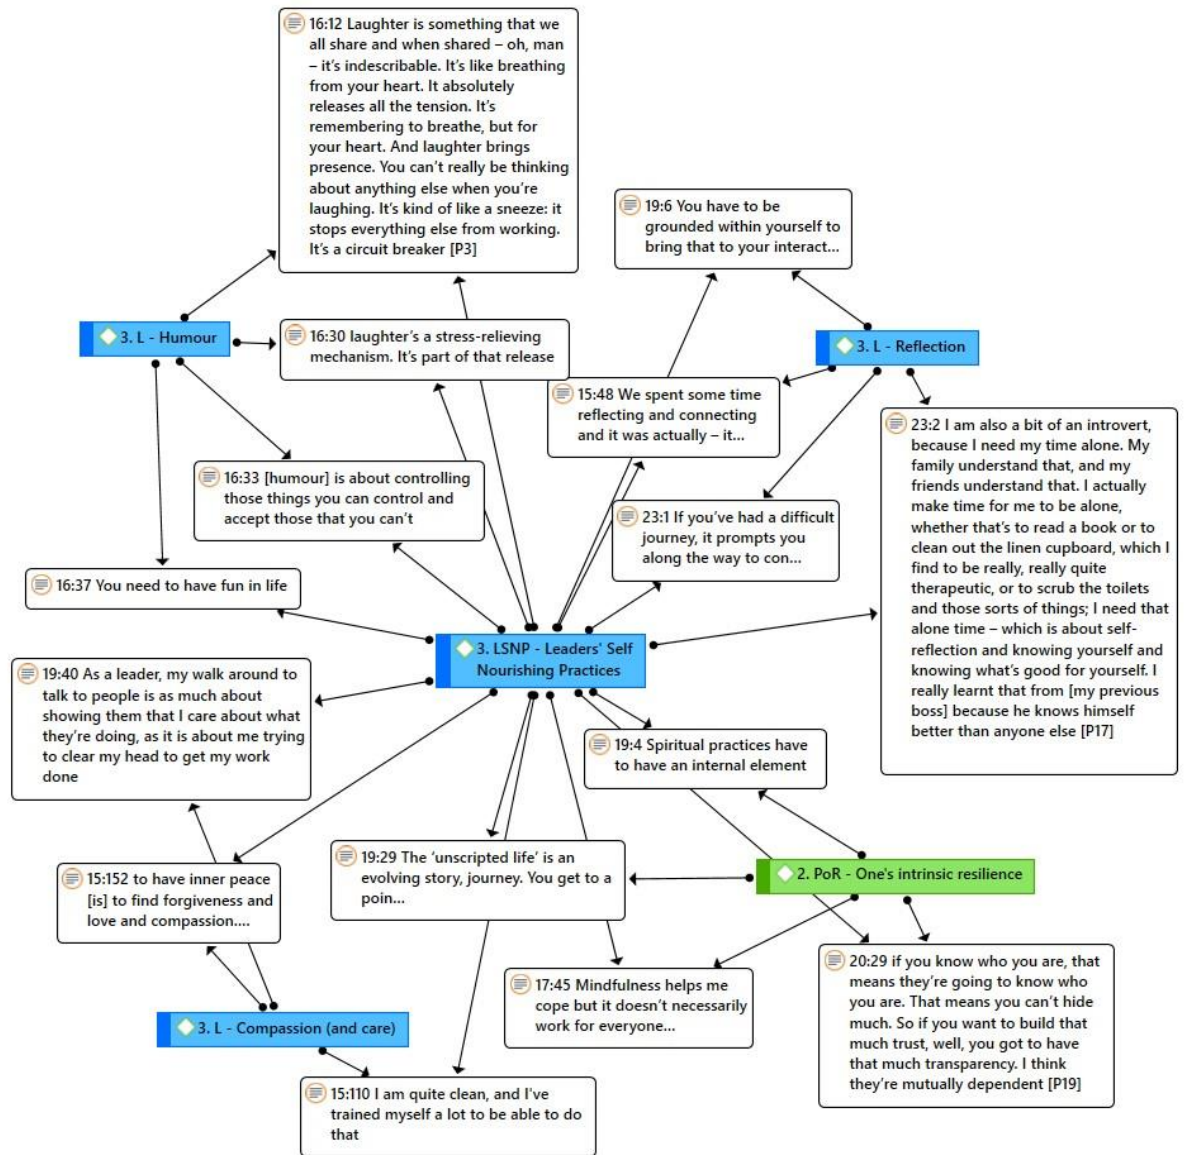 16:12 Laughter is something that we
all share and when shared – oh, man
– it's indescribable. It's like breathing
from your heart. It absolutely
releases all the tension. It's
remembering to breathe, but for
your heart. And laughter brings
presence. You can't really be thinking
about anything else when you're
laughing. It's kind of like a sneeze: it
stops everything else from working.
It's a circuit breaker [P3]
19:6 You have to be
grounded within yourself to
bring that to your interact...
3. L - Humour
16:30 laughter's a stress-relieving
mechanism. It's part of that release
3. L - Reflection
15:48 We spent some time
reflecting and connecting
and it was actually – it...
23:2 I am also a bit of an introvert,
because I need my time alone. My
family understand that, and my
friends understand that. I actually
make time for me to be alone,
whether that's to read a book or to
clean out the linen cupboard, which I
find to be really, really quite
therapeutic, or to scrub the toilets
and those sorts of things; I need that
alone time – which is about self-
reflection and knowing yourself and
knowing what's good for yourself. I
really learnt that from [my previous
boss] because he knows himself
better than anyone else [P17]
16:33 [humour] is about controlling
those things you can control and
accept those that you can't
23:1 If you've had a difficult
journey, it prompts you
along the way to con...
16:37 You need to have fun in life
3. LSNP - Leaders' Self
Nourishing Practices
19:40 As a leader, my walk around to
talk to people is as much about
showing them that I care about what
they're doing, as it is about me trying
to clear my head to get my work
done
19:4 Spiritual practices have
to have an internal element
19:29 The 'unscripted life' is an
evolving story, journey. You get to a
poin...
2. PoR - One's intrinsic resilience
15:152 to have inner peace
[is] to find forgiveness and
love and compassion....
17:45 Mindfulness helps me
cope but it doesn't necessarily
work for everyone...
20:29 if you know who you are, that
means they're going to know who
you are. That means you can't hide
much. So if you want to build that
much trust, well, you got to have
that much transparency. I think
they're mutually dependent [P19]
3. L - Compassion (and care)
15:110 I am quite clean, and I've
trained myself a lot to be able to do
that